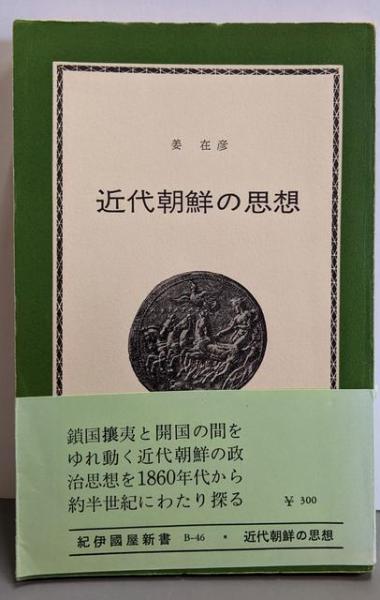 姜 在彦
近代朝鮮の思想
鎖国攘夷と開国の間を
ゆれ動く近代朝鮮の政
治思想を1860年代から
約半世紀にわたり探る
¥ 300
紀伊國屋新書 B-46 * 近代朝鮮の思想